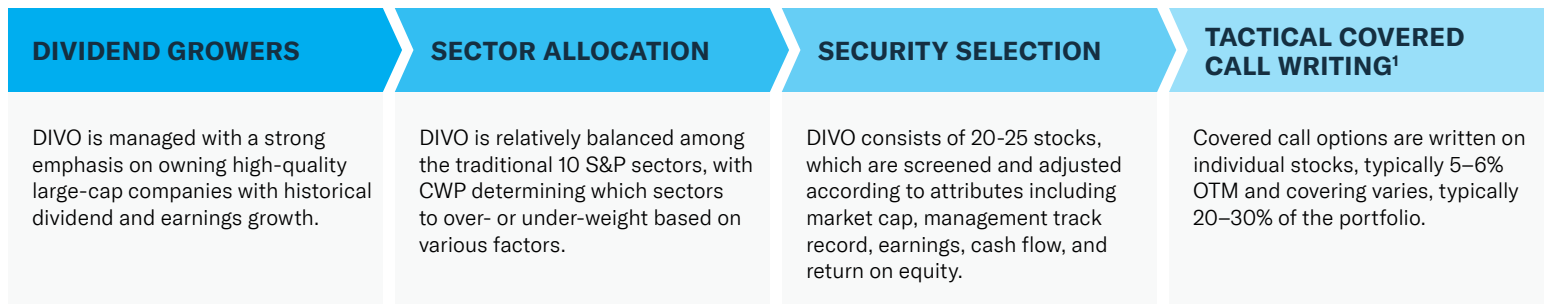 DIVIDEND GROWERS
DIVO is managed with a strong
emphasis on owning high-quality
large-cap companies with historical
dividend and earnings growth.
SECTOR ALLOCATION
DIVO is relatively balanced among
the traditional 10 S&P sectors, with
CWP determining which sectors
to over- or under-weight based on
various factors.
SECURITY SELECTION
DIVO consists of 20-25 stocks,
which are screened and adjusted
according to attributes including
market cap, management track
record, earnings, cash flow, and
return on equity.
TACTICAL COVERED
CALL WRITING¹
Covered call options are written on
individual stocks, typically 5–6%
OTM and covering varies, typically
20–30% of the portfolio.